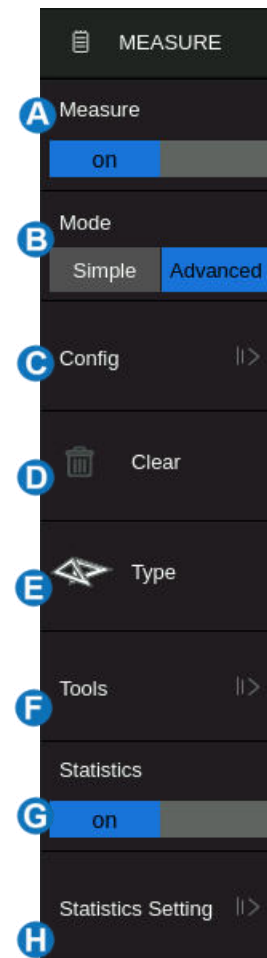 MEASURE
A
Measure
on
B
Mode
Simple Advanced
C
Config
D
Clear
E
Type
F
Tools
Statistics
G
on
Statistics Setting
H